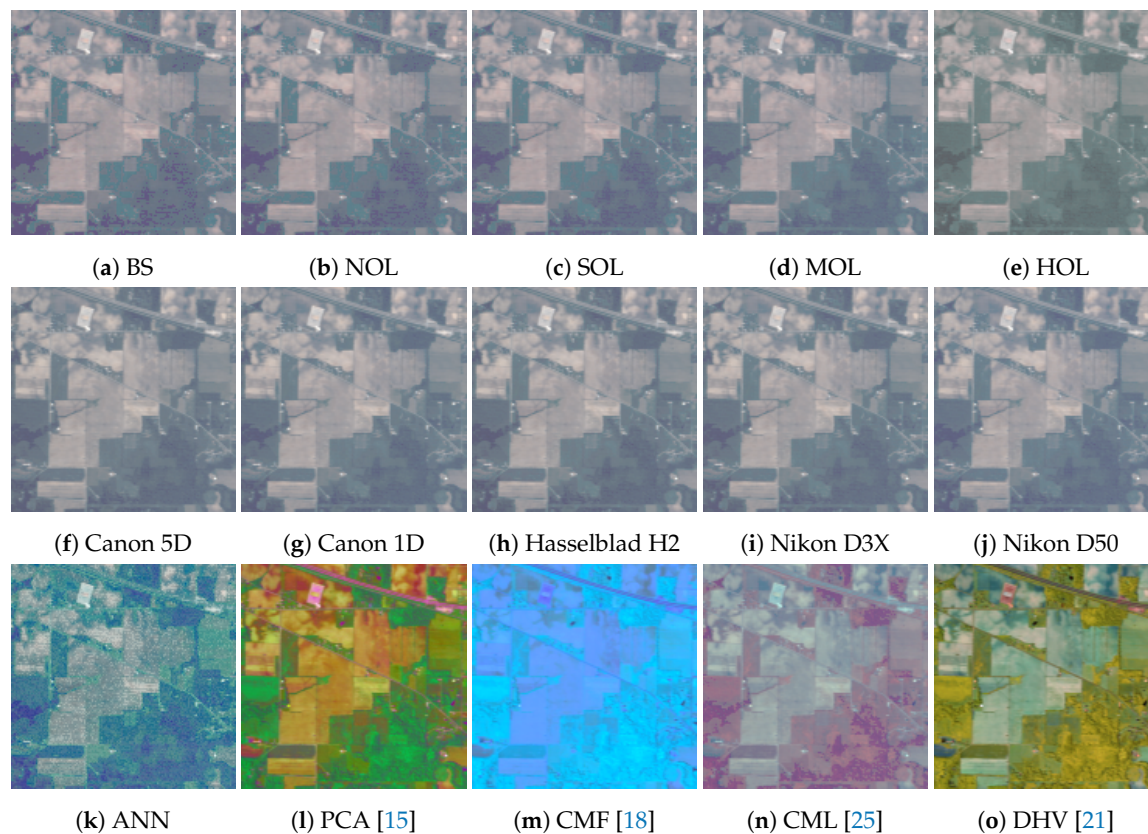 (a) BS (b) NOL (c) SOL (d) MOL (e) HOL
(f) Canon 5D (g) Canon 1D (h) Hasselblad H2 (i) Nikon D3X (j) Nikon D50
(k) ANN (l) PCA [15] (m) CMF [18] (n) CML [25] (o) DHV [21]